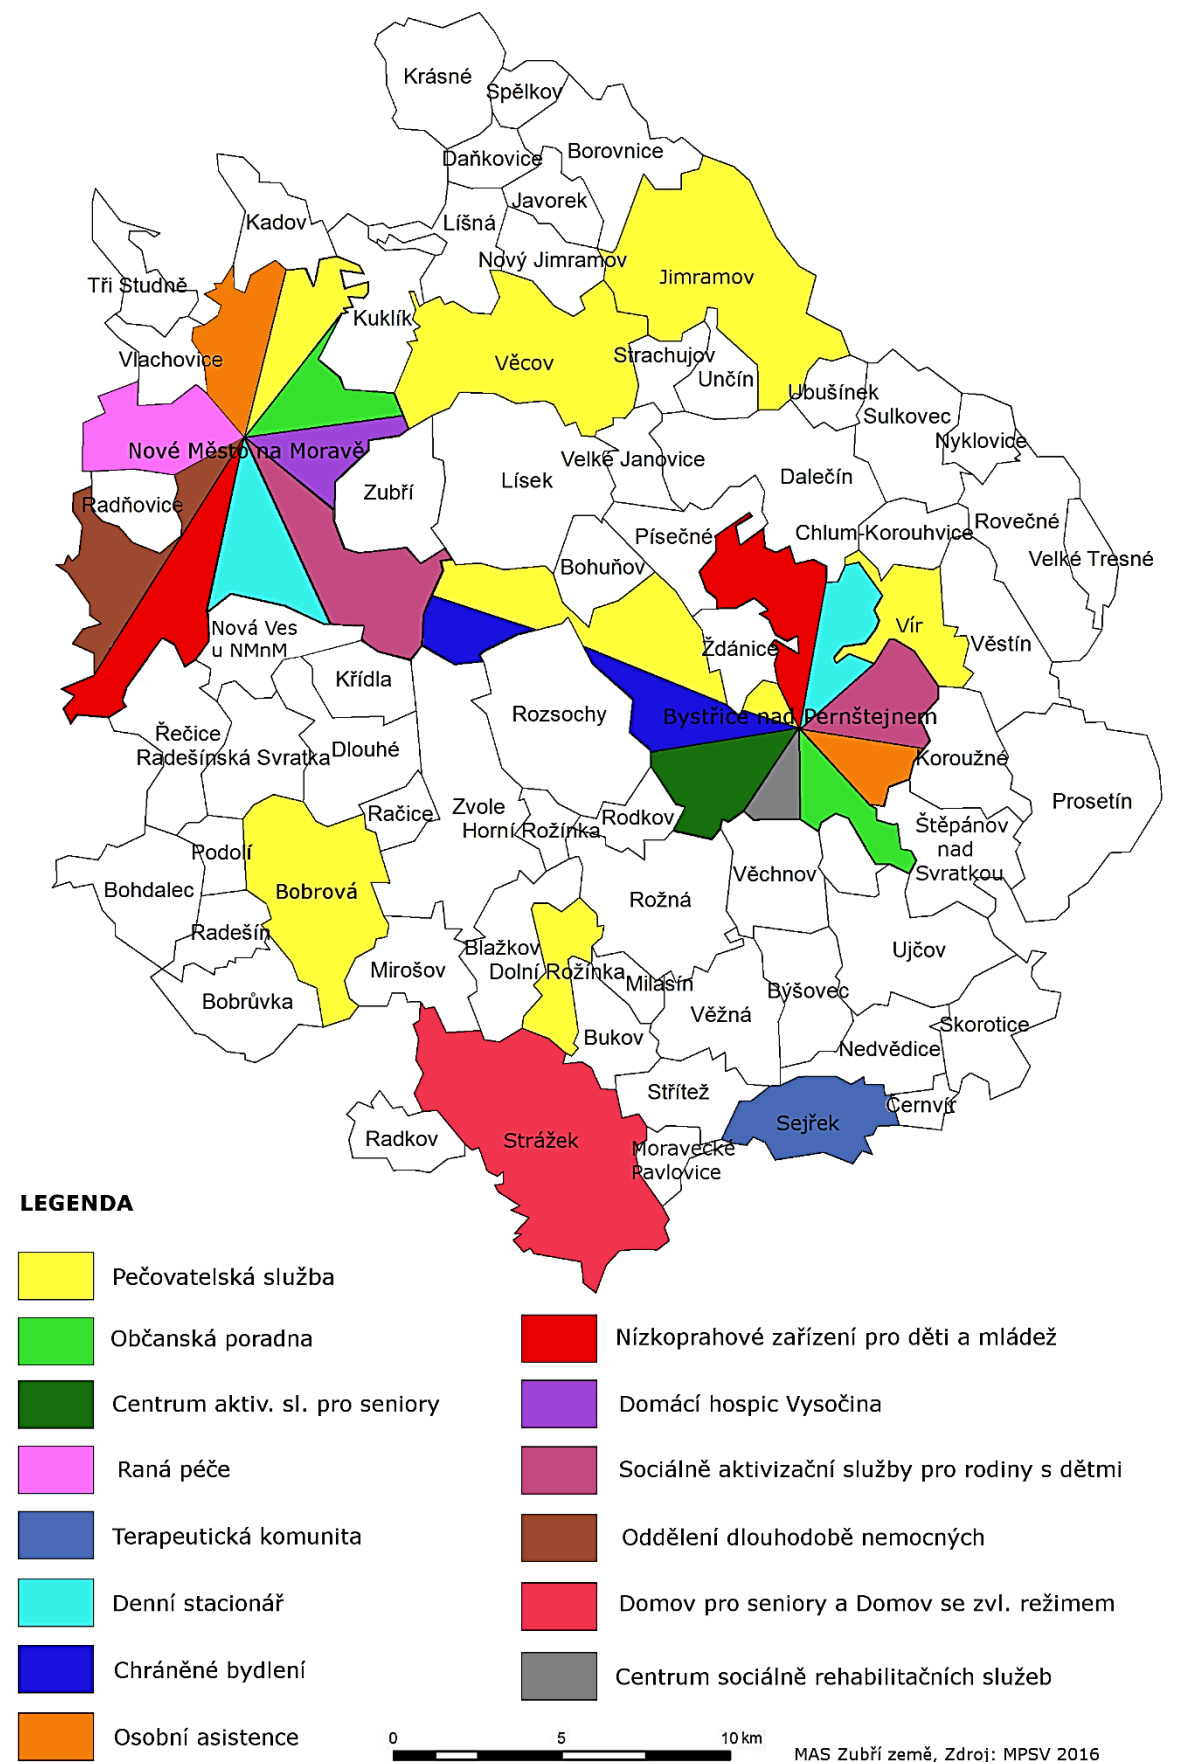 Krásné
Spělkov
Daňkovice
Borovnice
Javorek
Kadov
Líšná
Nový Jimramov
Jimramov
Tři Studně
Kuklík
Vlachovice
Věcov
Strachujov
Unčín
Ubušínek
Sulkovec
Nyklovice
Nové Město na Moravě
Velké Janovice
Lísek
Dalečín
Zubří
Radňovice
Písečné
Chlum-Korouhvice
Rovečné
Velké Tresné
Bohuňov
Vír
Věstín
Nová Ves
u NMnM
Ždánice
Křídla
Rozsochy
Bystřice nad Pernštejnem
Řečice
Radešínská Svratka
Dlouhé
Koroužné
Prosetín
Zvole
Račice
Horní Rožínka
Rodkov
Štěpánov
nad
Svratkou
Podolí
Bohdalec
Bobrová
Věchnov
Rožná
Radešín
Blažkov
Ujčov
Mirošov
Dolní Rožínka
Milasín
Býšovec
Bobrůvka
Věžná
Skorotice
Bukov
Nedvědice
Střítež
Černvír
Sejřek
Radkov
Strážek
Moravecké
Pavlovice
LEGENDA
Pečovatelská služba
Občanská poradna
Centrum aktiv. sl. pro seniory
Raná péče
Terapeutická komunita
Denní stacionář
Chráněné bydlení
Osobní asistence
Nízkoprahové zařízení pro děti a mládež
Domácí hospic Vysočina
Sociálně aktivizační služby pro rodiny s dětmi
Oddělení dlouhodobě nemocných
Domov pro seniory a Domov se zvl. režimem
Centrum sociálně rehabilitačních služeb
0 5 10 km
MAS Zubří země, Zdroj: MPSV 2016